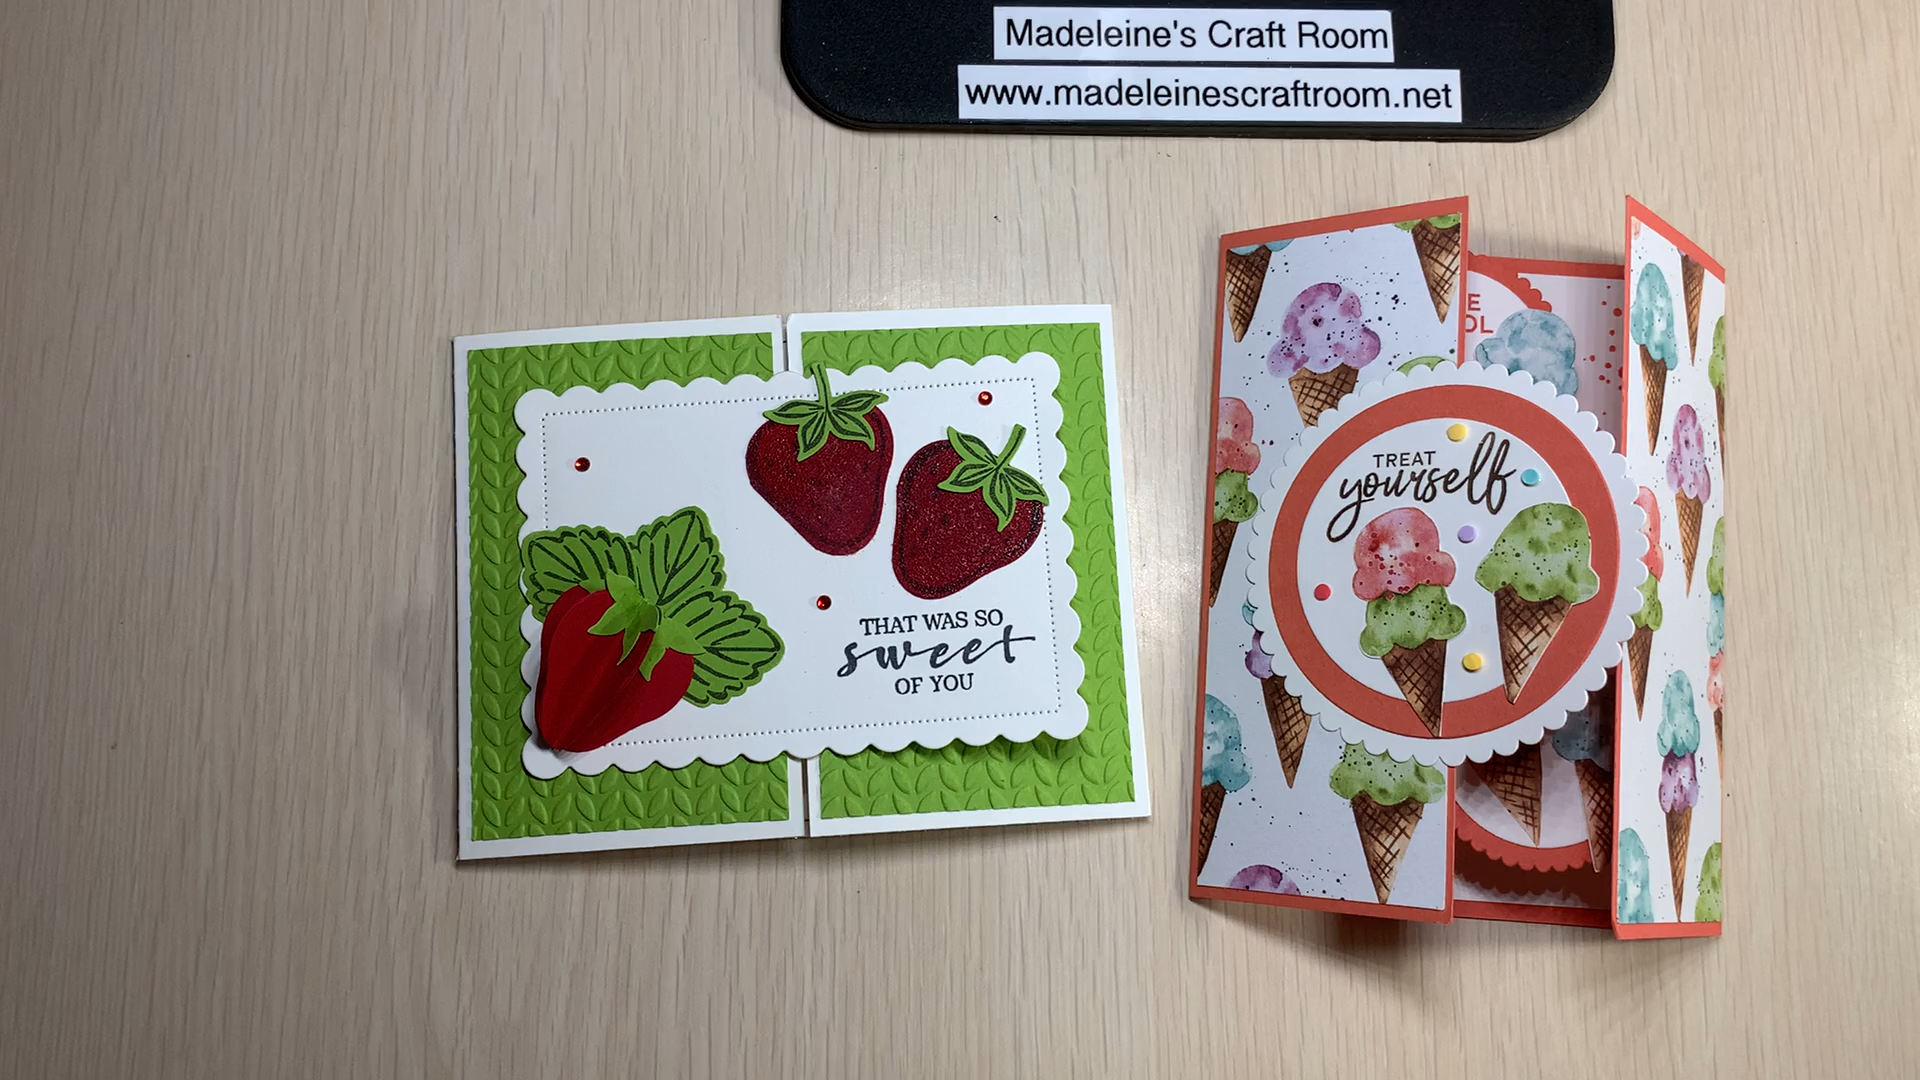 Madeleine's Craft Room
www.madeleinescraftroom.net
THAT WAS SO
sweet
OF YOU
TREAT
yourself